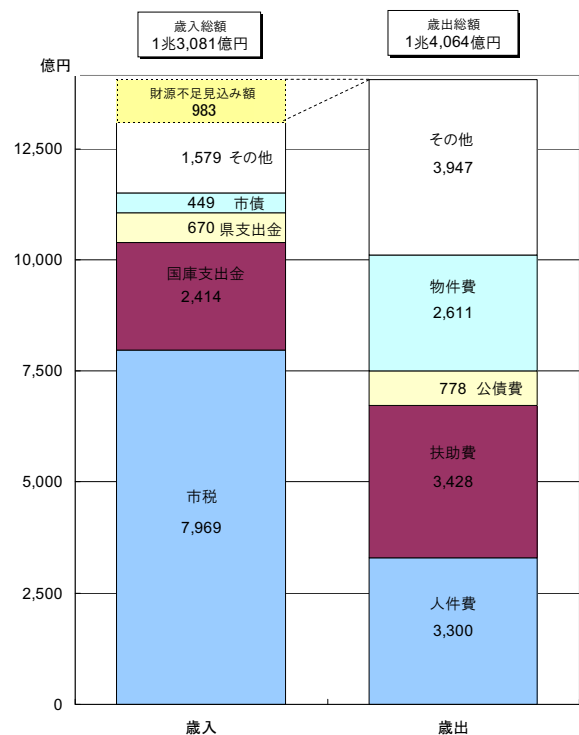 歳入総額
1兆3,081億円
歳出総額
1兆4,064億円
億円
財源不足見込み額
983
1,579 その他
449 市債
670 県支出金
国庫支出金
2,414
市税
7,969
その他
3,947
物件費
2,611
778 公債費
扶助費
3,428
人件費
3,300
12,500
10,000
7,500
5,000
2,500
0
歳入
歳出